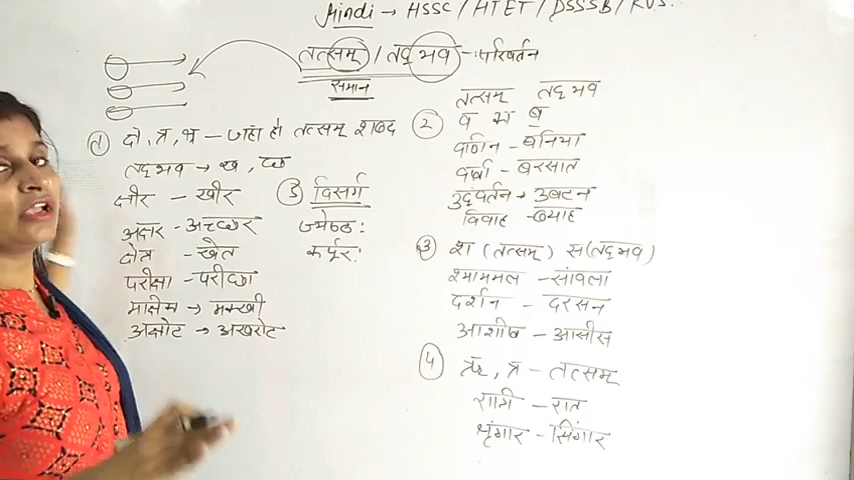 Hindi → HSSC / HTET / DSSSB / KVS.
तत्सम् / तद्भव - परिवर्तन
समान
① क्ष, त्र, श्र - जहां हो तत्सम् शब्द
तद्भव → ख, छ
क्षीर - खीर
अक्षर - अच्छर
क्षेत्र - खेत
परीक्षा - परीछा
→ मक्खी
अक्षोट → अखरोट
⑤ विसर्ग
ज्येष्ठ:
कर्पूर:
तत्सम् तद्भव
② व में ब
बनिया
वर्षा - बरसात
उद्वर्तन → उबटन
विवाह - ब्याह
③ श (तत्सम्) स (तद्भव)
सांवला
दर्शन - दरसन
आशीष - आसीस
④ त्र - तत्सम्
रात्री - रात
श्रृंगार - सिंगार